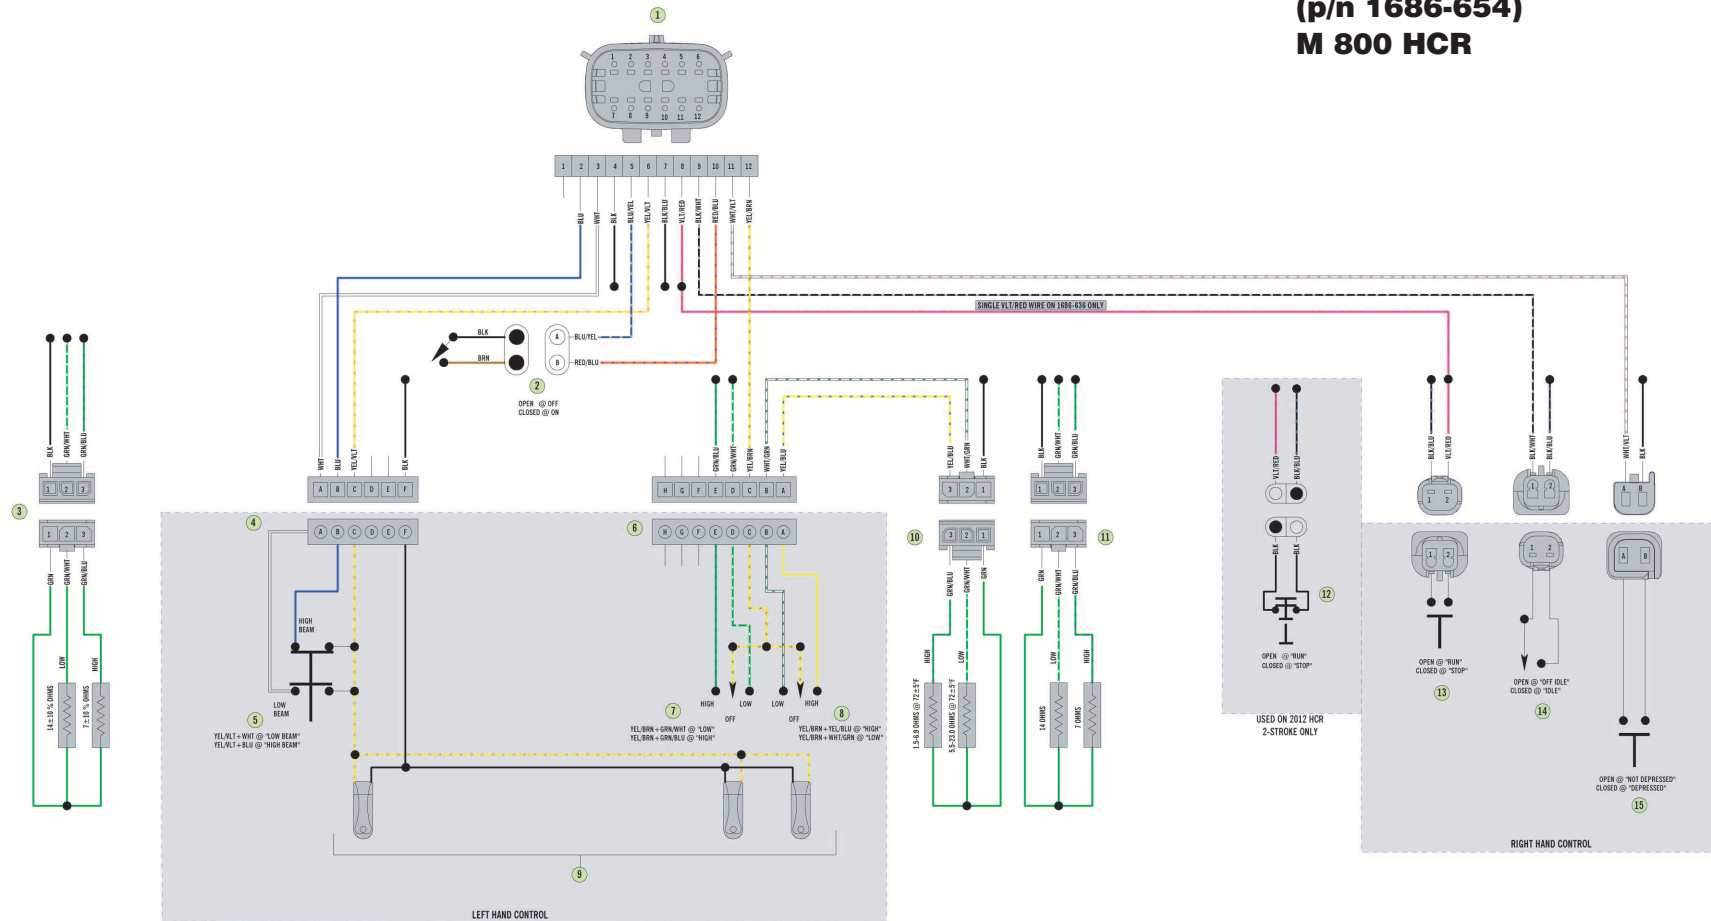 (p/n 1686-654)
M 800 HCR
1
1 2 3 4 5 6
7 8 9 10 11 12
1 2 3 4 5 6 7 8 9 10 11 12
BLU
WHT
BLK
BLU/YEL
YEL/VLT
BLK/BLU
VLT/RED
BLK/WHT
RED/BLU
WHT/VLT
YEL/BRN
SINGLE VLT/RED WIRE ON 1686-636 ONLY
BLK
BRN
A
BLU/YEL
B
RED/BLU
2
OPEN @ OFF
CLOSED @ ON
BLK
GRN/WHT
GRN/BLU
1 2 3
3
1 2 3
GRN
GRN/WHT
GRN/BLU
LOW
HIGH
14±10 % OHMS
7±10 % OHMS
WHT
BLU
YEL/VLT
BLK
A B C D E F
4
A B C D E F
HIGH
BEAM
LOW
BEAM
5
YEL/VLT+WHT @ "LOW BEAM"
YEL/VLT+BLU @ "HIGH BEAM"
GRN/BLU
GRN/WHT
YEL/BRN
WHT/GRN
YEL/BLU
H G F E D C B A
6
H G F E D C B A
HIGH
LOW
LOW
HIGH
OFF
OFF
7
YEL/BRN+GRN/WHT @ "LOW"
YEL/BRN+GRN/BLU @ "HIGH"
8
YEL/BRN+YEL/BLU @ "HIGH"
YEL/BRN+WHT/GRN @ "LOW"
9
LEFT HAND CONTROL
YEL/BLU
WHT/GRN
BLK
3 2 1
10
3 2 1
GRN/BLU
GRN/WHT
GRN
HIGH
LOW
1.5-6.9 OHMS @ 72±5°F
5.5-23.0 OHMS @ 72±5°F
BLK
GRN/WHT
GRN/BLU
1 2 3
11
1 2 3
GRN
GRN/WHT
GRN/BLU
LOW
HIGH
14 OHMS
7 OHMS
VLT/RED
BLK/BLU
BLK
BLK
12
OPEN @ "RUN"
CLOSED @ "STOP"
USED ON 2012 HCR
2-STROKE ONLY
BLK/BLU
VLT/RED
1 2
1 2
OPEN @ "RUN"
CLOSED @ "STOP"
13
BLK/WHT
BLK/BLU
1 2
1 2
OPEN @ "OFF IDLE"
CLOSED @ "IDLE"
14
WHT/VLT
BLK
A B
A B
OPEN @ "NOT DEPRESSED"
CLOSED @ "DEPRESSED"
15
RIGHT HAND CONTROL